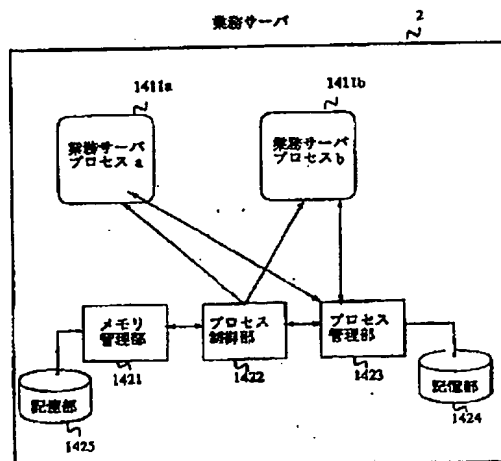 業務サーバ
2
1411a
1411b
業務サーバ
プロセス a
業務サーバ
プロセス b
メモリ
管理部
プロセス
制御部
プロセス
管理部
1421
1422
1423
記憶部
記憶部
1425
1424